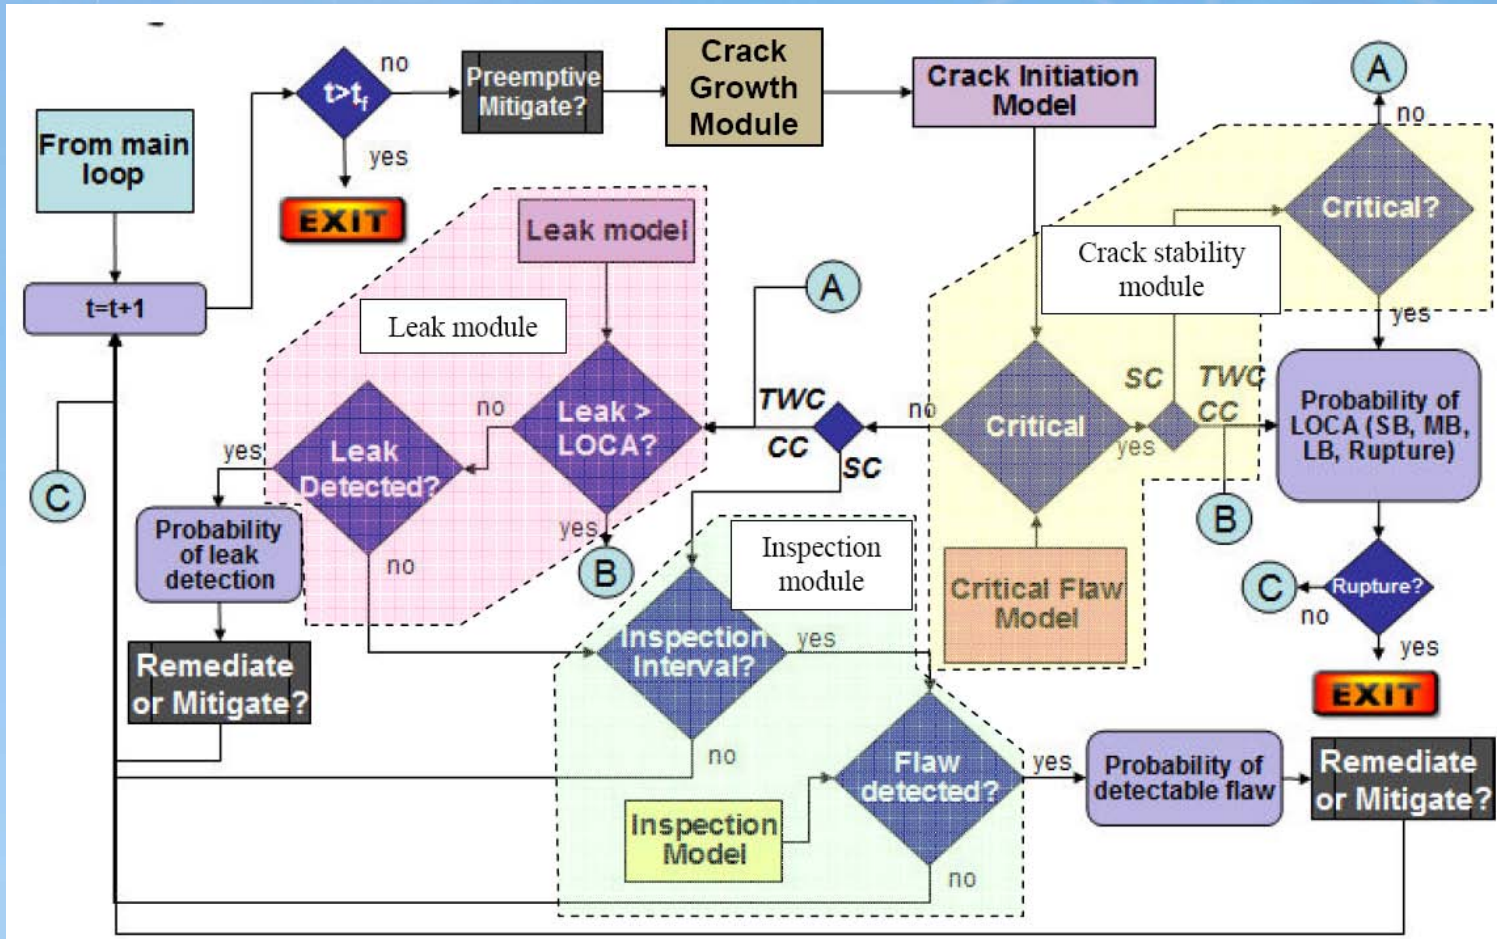 From main
loop
t=t+1
t>tf
no
yes
EXIT
Preemptive
Mitigate?
Crack
Growth
Module
Crack Initiation
Model
A
no
Critical?
yes
Crack stability
module
Critical
no
yes
SC
TWC
CC
Critical Flaw
Model
Probability of
LOCA (SB, MB,
LB, Rupture)
B
Rupture?
no
C
yes
EXIT
A
TWC
CC
SC
Leak model
Leak module
Leak >
LOCA?
no
yes
B
Leak
Detected?
yes
no
C
Probability
of leak
detection
Remediate
or Mitigate?
Inspection
module
Inspection
Interval?
yes
no
Inspection
Model
Flaw
detected?
yes
no
Probability of
detectable flaw
Remediate
or Mitigate?